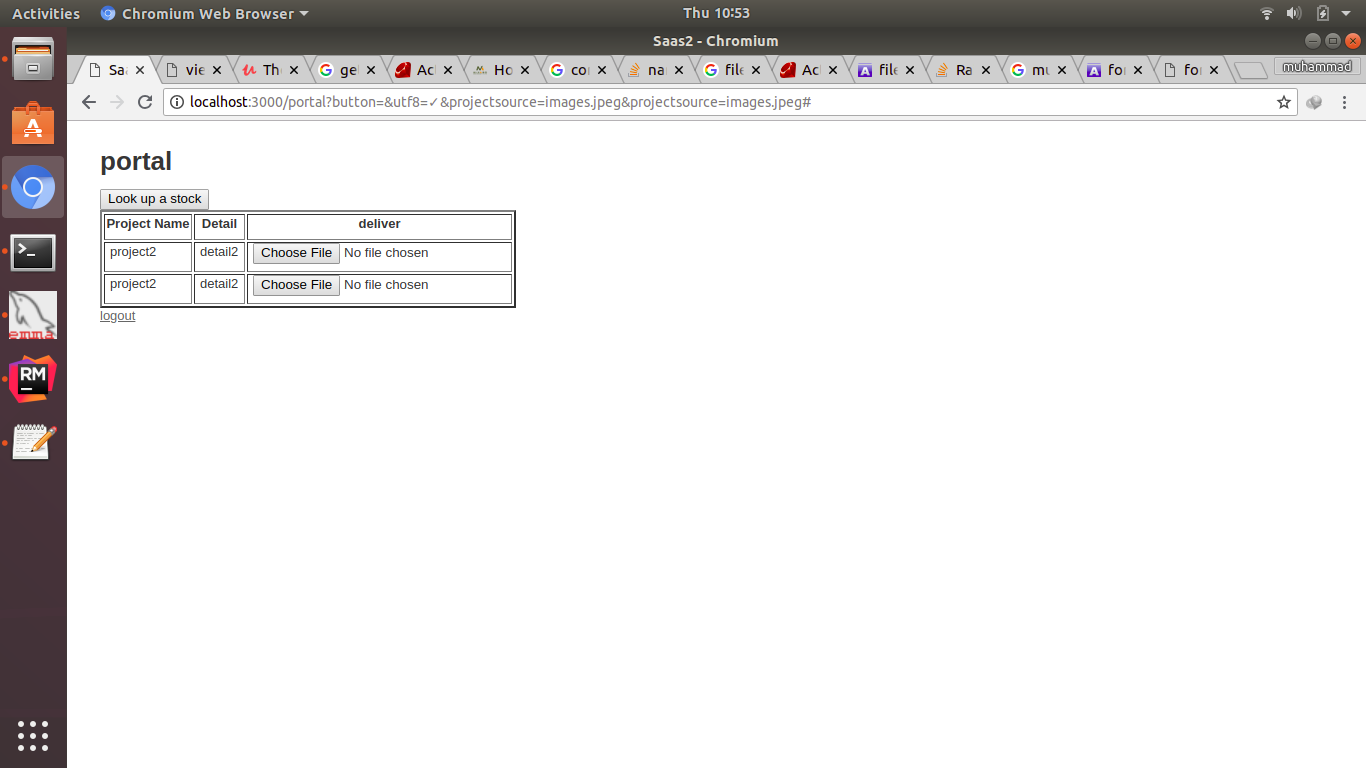 Activities Chromium Web Browser Thu 10:53
Saas2 - Chromium
Saa vie The ge Ac Ho co na file Ac file Ra mu for for muhammad
localhost:3000/portal?button=&utf8=✓&projectsource=images.jpeg&projectsource=images.jpeg#
portal
Look up a stock
Project Name Detail deliver
project2 detail2 Choose File No file chosen
project2 detail2 Choose File No file chosen
logout
A
>_
emma
RM